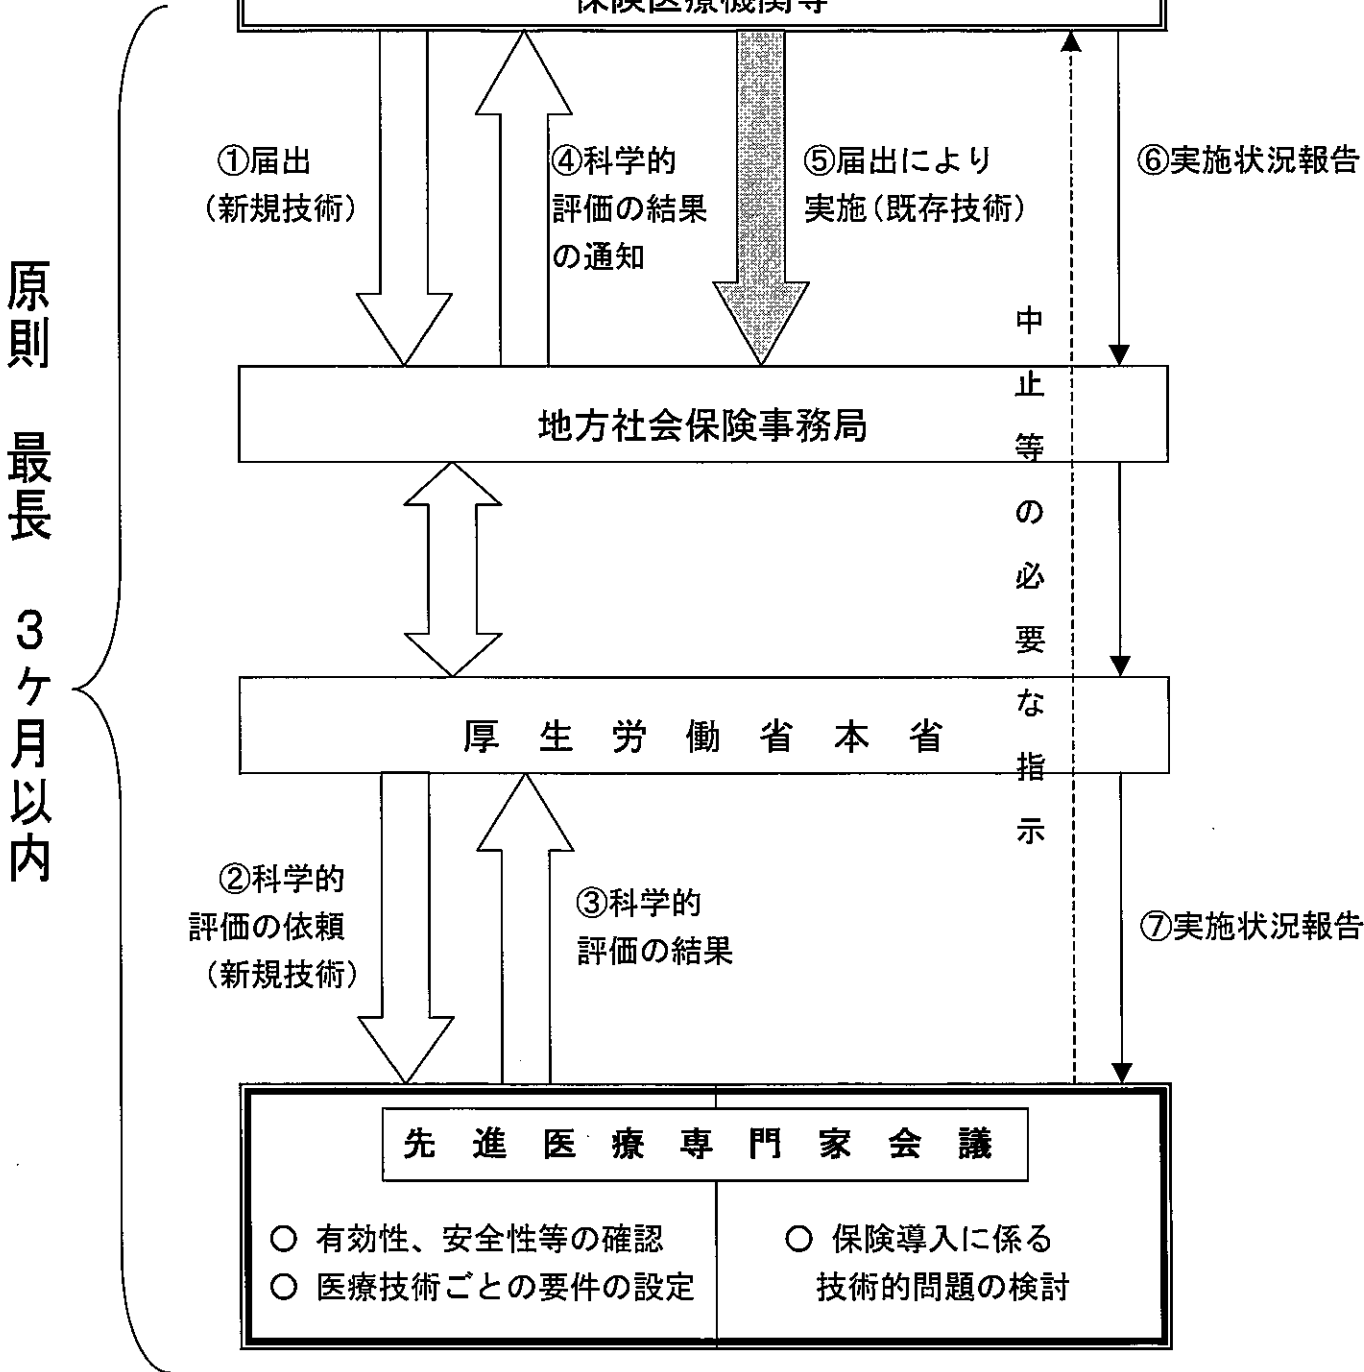 保険医療機関等
①届出
（新規技術）
④科学的
評価の結果
の通知
⑤届出により
実施（既存技術）
⑥実施状況報告
原則　最長　３ヶ月以内
中止等の必要な指示
地方社会保険事務局
厚生労働省本省
②科学的
評価の依頼
（新規技術）
③科学的
評価の結果
⑦実施状況報告
先進医療専門家会議
○ 有効性、安全性等の確認
○ 医療技術ごとの要件の設定
○ 保険導入に係る
技術的問題の検討